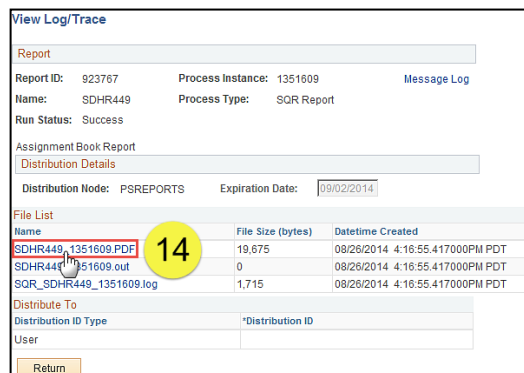 View Log/Trace
Report
Report ID: 923767 Process Instance: 1351609 Message Log
Name: SDHR449 Process Type: SQR Report
Run Status: Success
Assignment Book Report
Distribution Details
Distribution Node: PSREPORTS Expiration Date: 09/02/2014
File List
Name File Size (bytes) Datetime Created
SDHR449_1351609.PDF 19,675 08/26/2014 4:16:55.417000PM PDT
14
SDHR449_1351609.out 0 08/26/2014 4:16:55.417000PM PDT
SQR_SDHR449_1351609.log 1,715 08/26/2014 4:16:55.417000PM PDT
Distribute To
Distribution ID Type *Distribution ID
User
Return